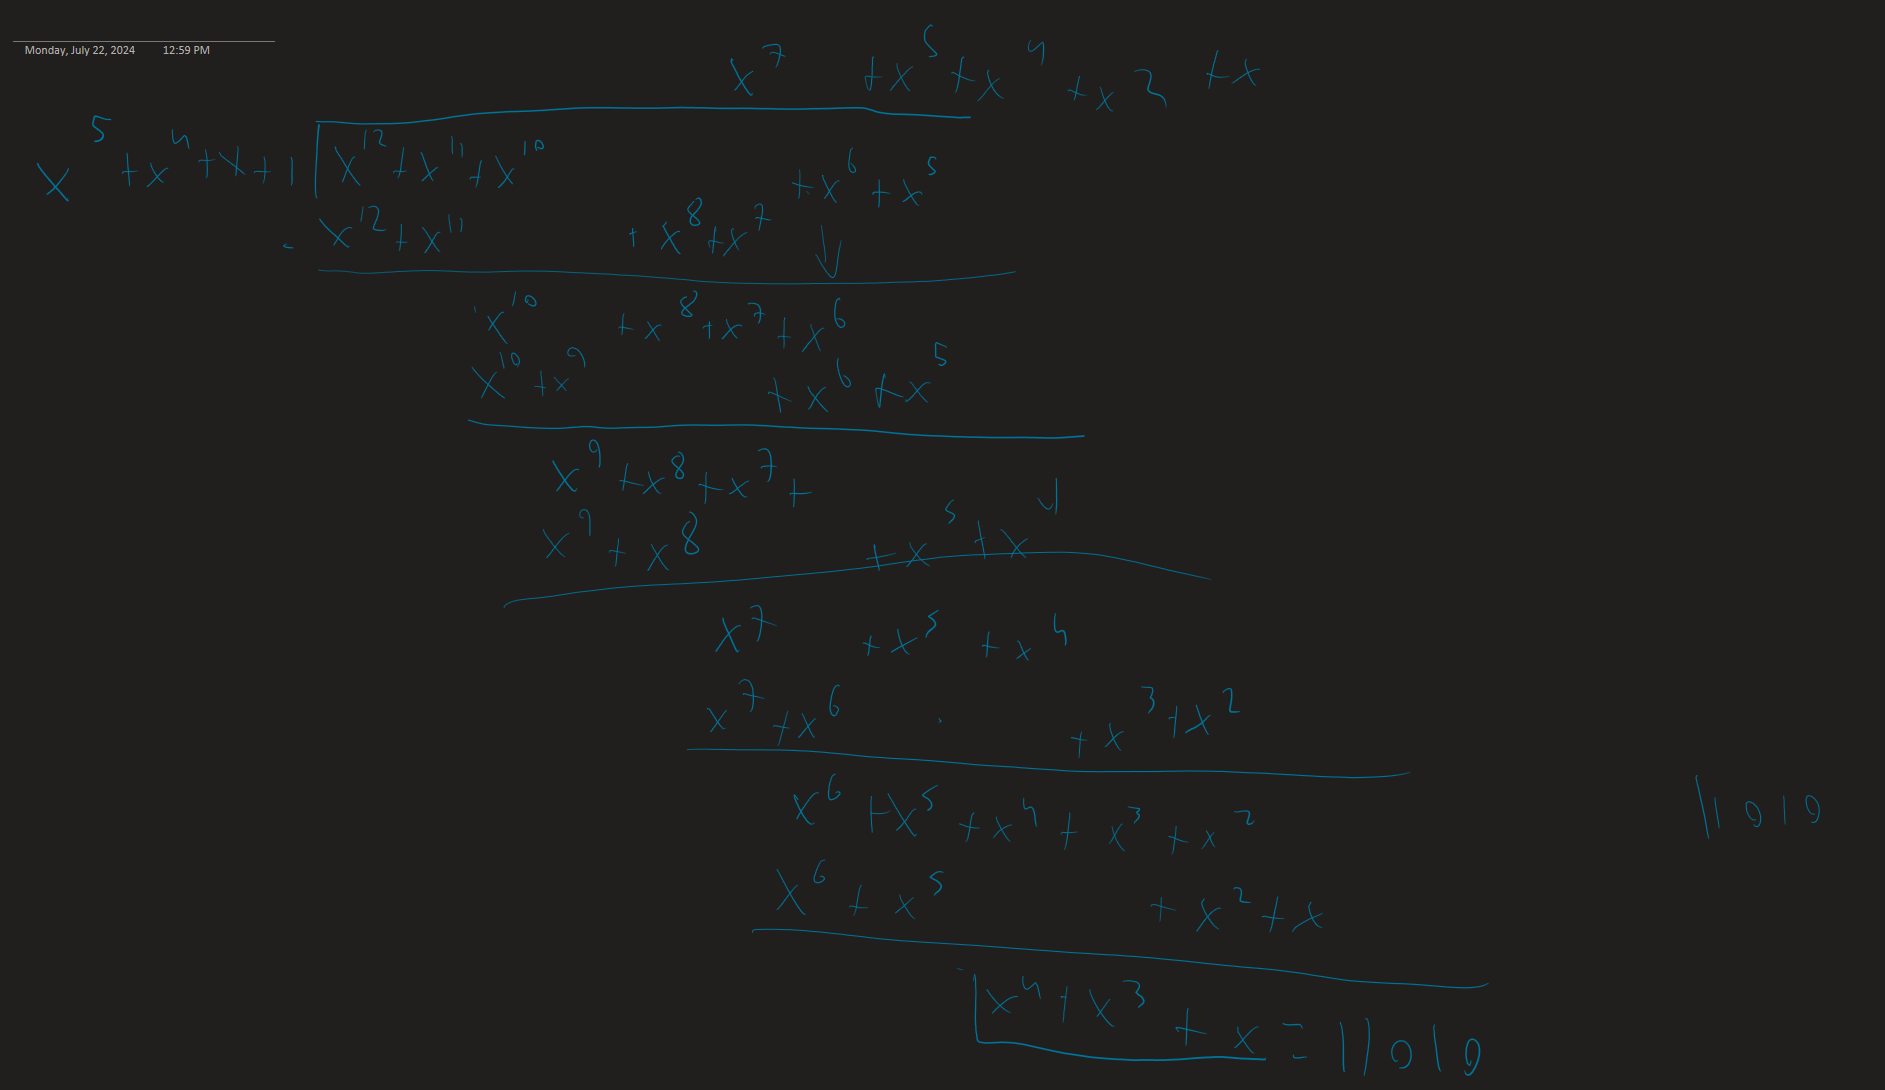 Monday, July 22, 2024 12:59 PM
x^7 + x^5 + x^4 + x^2 + x
x^5 + x^4 + x + 1
x^12 + x^11 + x^10 + x^6 + x^5
- x^12 + x^11 + x^8 + x^7
x^10 + x^8 + x^7 + x^6
x^10 + x^9 + x^6 + x^5
x^9 + x^8 + x^7 +
x^9 + x^8 + x^5 + x^4
x^7 + x^5 + x^4
x^7 + x^6 + x^3 + x^2
x^6 + x^5 + x^4 + x^3 + x^2
11010
x^6 + x^5 + x^2 + x
x^4 + x^3 + x = 11010